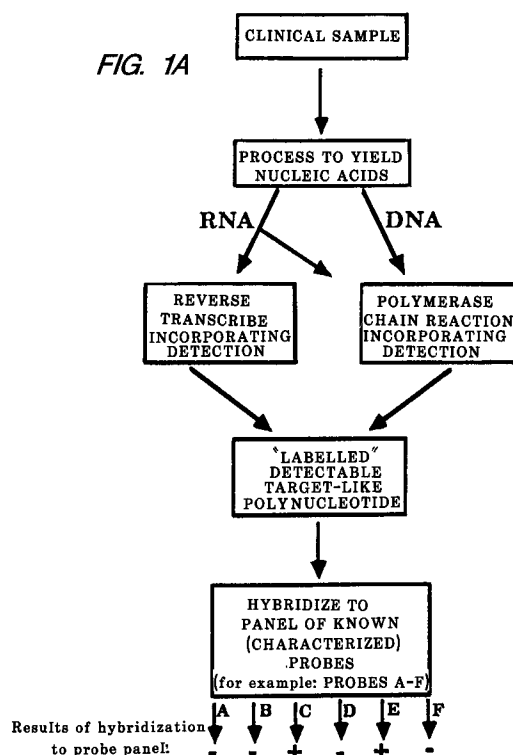 FIG. 1A
CLINICAL SAMPLE
PROCESS TO YIELD
NUCLEIC ACIDS
RNA
DNA
REVERSE
TRANSCRIBE
INCORPORATING
DETECTION
POLYMERASE
CHAIN REACTION
INCORPORATING
DETECTION
"LABELLED"
DETECTABLE
TARGET-LIKE
POLYNUCLEOTIDE
HYBRIDIZE TO
PANEL OF KNOWN
(CHARACTERIZED)
PROBES
(for example: PROBES A-F)
A B C D E F
Results of hybridization
to probe panel: - - + - + -